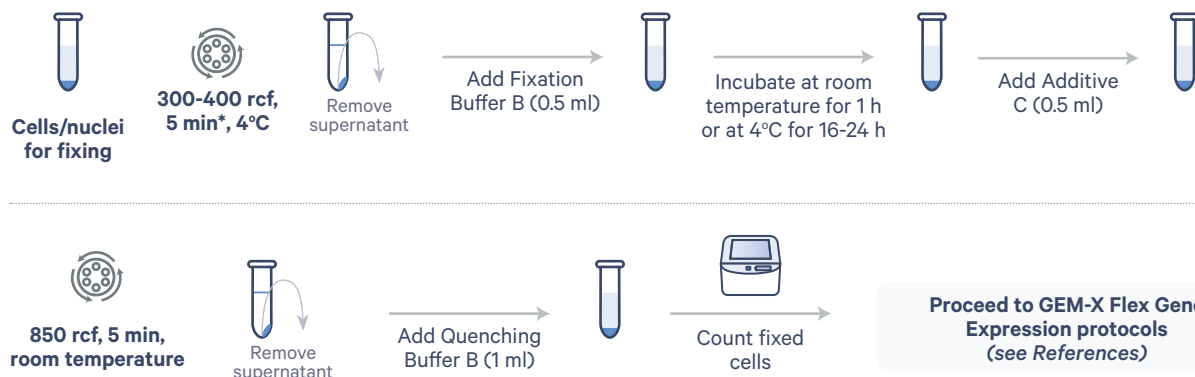 Cells/nuclei
for fixing
300-400 rcf,
5 min*, 4°C
Remove
supernatant
Add Fixation
Buffer B (0.5 ml)
Incubate at room
temperature for 1 h
or at 4°C for 16-24 h
Add Additive
C (0.5 ml)
850 rcf, 5 min,
room temperature
Remove
supernatant
Add Quenching
Buffer B (1 ml)
Count fixed
cells
Proceed to GEM-X Flex Gene
Expression protocols
(see References)